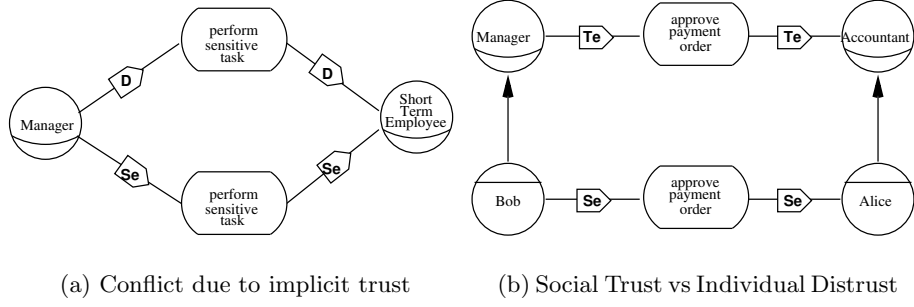 perform
sensitive
task
D
D
Manager
Short
Term
Employee
Se
Se
perform
sensitive
task
(a) Conflict due to implicit trust
Manager
Te
approve
payment
order
Te
Accountant
Bob
Se
approve
payment
order
Se
Alice
(b) Social Trust vs Individual Distrust